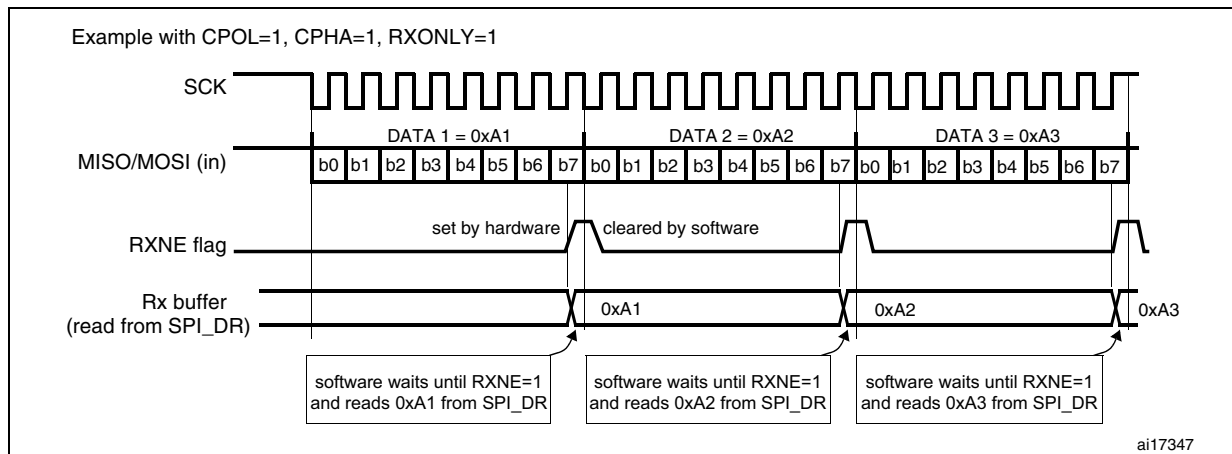 Example with CPOL=1, CPHA=1, RXONLY=1
SCK
DATA 1 = 0xA1 DATA 2 = 0xA2 DATA 3 = 0xA3
MISO/MOSI (in) b0 b1 b2 b3 b4 b5 b6 b7 b0 b1 b2 b3 b4 b5 b6 b7 b0 b1 b2 b3 b4 b5 b6 b7
set by hardware cleared by software
RXNE flag
Rx buffer
(read from SPI_DR)
0xA1 0xA2 0xA3
software waits until RXNE=1
and reads 0xA1 from SPI_DR
software waits until RXNE=1
and reads 0xA2 from SPI_DR
software waits until RXNE=1
and reads 0xA3 from SPI_DR
ai17347